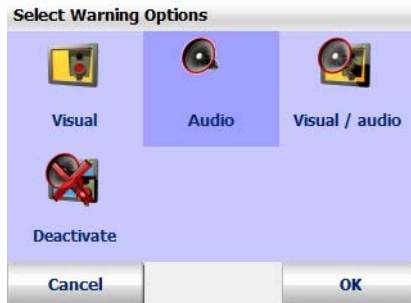 Select Warning Options
Visual
Audio
Visual / audio
Deactivate
Cancel
OK